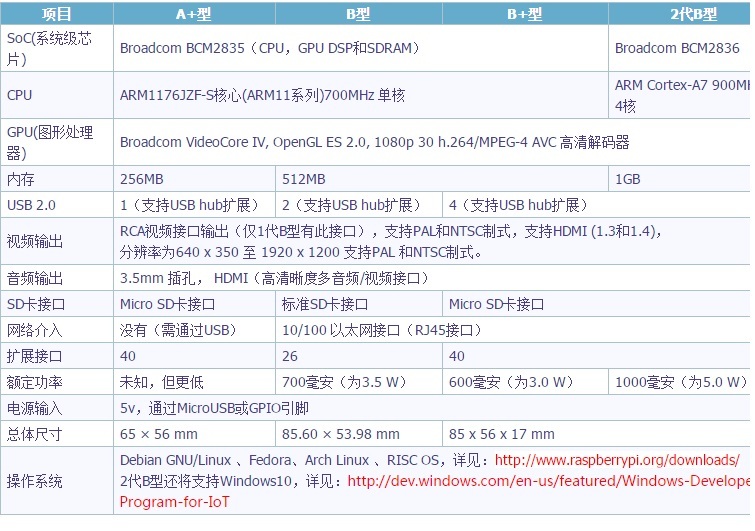 项目 A+型 B型 B+型 2代B型
SoC(系统级芯
片) Broadcom BCM2835（CPU，GPU DSP和SDRAM） Broadcom BCM2836
CPU ARM1176JZF-S核心(ARM11系列)700MHz 单核 ARM Cortex-A7 900MH
4核
GPU(图形处理
器) Broadcom VideoCore IV, OpenGL ES 2.0, 1080p 30 h.264/MPEG-4 AVC 高清解码器
内存 256MB 512MB 1GB
USB 2.0 1（支持USB hub扩展） 2（支持USB hub扩展） 4（支持USB hub扩展）
视频输出 RCA视频接口输出（仅1代B型有此接口），支持PAL和NTSC制式，支持HDMI (1.3和1.4)，
分辨率为640 x 350 至 1920 x 1200 支持PAL 和NTSC制式。
音频输出 3.5mm 插孔， HDMI（高清晰度多音频/视频接口）
SD卡接口 Micro SD卡接口 标准SD卡接口 Micro SD卡接口
网络介入 没有（需通过USB） 10/100 以太网接口（RJ45接口）
扩展接口 40 26 40
额定功率 未知，但更低 700毫安（为3.5 W） 600毫安（为3.0 W） 1000毫安（为5.0 W）
电源输入 5v，通过MicroUSB或GPIO引脚
总体尺寸 65 × 56 mm 85.60 × 53.98 mm 85 x 56 x 17 mm
操作系统 Debian GNU/Linux 、Fedora、Arch Linux 、RISC OS，详见：http://www.raspberrypi.org/downloads/
2代B型还将支持Windows10，详见：http://dev.windows.com/en-us/featured/Windows-Develope
Program-for-IoT